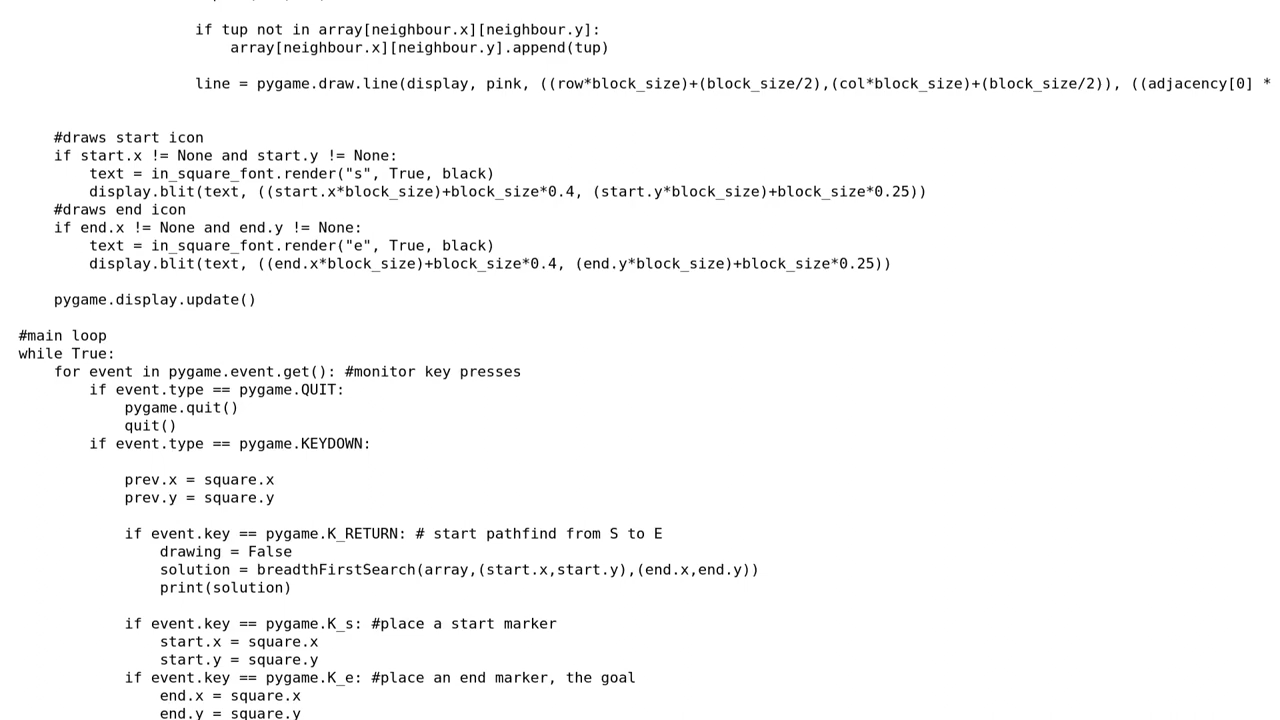 if tup not in array[neighbour.x][neighbour.y]:
array[neighbour.x][neighbour.y].append(tup)
line = pygame.draw.line(display, pink, ((row*block_size)+(block_size/2),(col*block_size)+(block_size/2)), ((adjacency[0] *
#draws start icon
if start.x != None and start.y != None:
text = in_square_font.render("s", True, black)
display.blit(text, ((start.x*block_size)+block_size*0.4, (start.y*block_size)+block_size*0.25))
#draws end icon
if end.x != None and end.y != None:
text = in_square_font.render("e", True, black)
display.blit(text, ((end.x*block_size)+block_size*0.4, (end.y*block_size)+block_size*0.25))
pygame.display.update()
#main loop
while True:
for event in pygame.event.get(): #monitor key presses
if event.type == pygame.QUIT:
pygame.quit()
quit()
if event.type == pygame.KEYDOWN:
prev.x = square.x
prev.y = square.y
if event.key == pygame.K_RETURN: # start pathfind from S to E
drawing = False
solution = breadthFirstSearch(array,(start.x,start.y),(end.x,end.y))
print(solution)
if event.key == pygame.K_s: #place a start marker
start.x = square.x
start.y = square.y
if event.key == pygame.K_e: #place an end marker, the goal
end.x = square.x
end.y = square.y